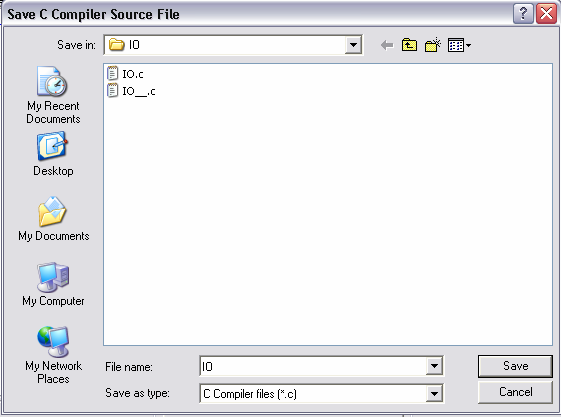 Save C Compiler Source File
Save in: IO
IO.c
IO__.c
My Recent
Documents
Desktop
My Documents
My Computer
My Network
Places
File name: IO
Save as type: C Compiler files (*.c)
Save
Cancel